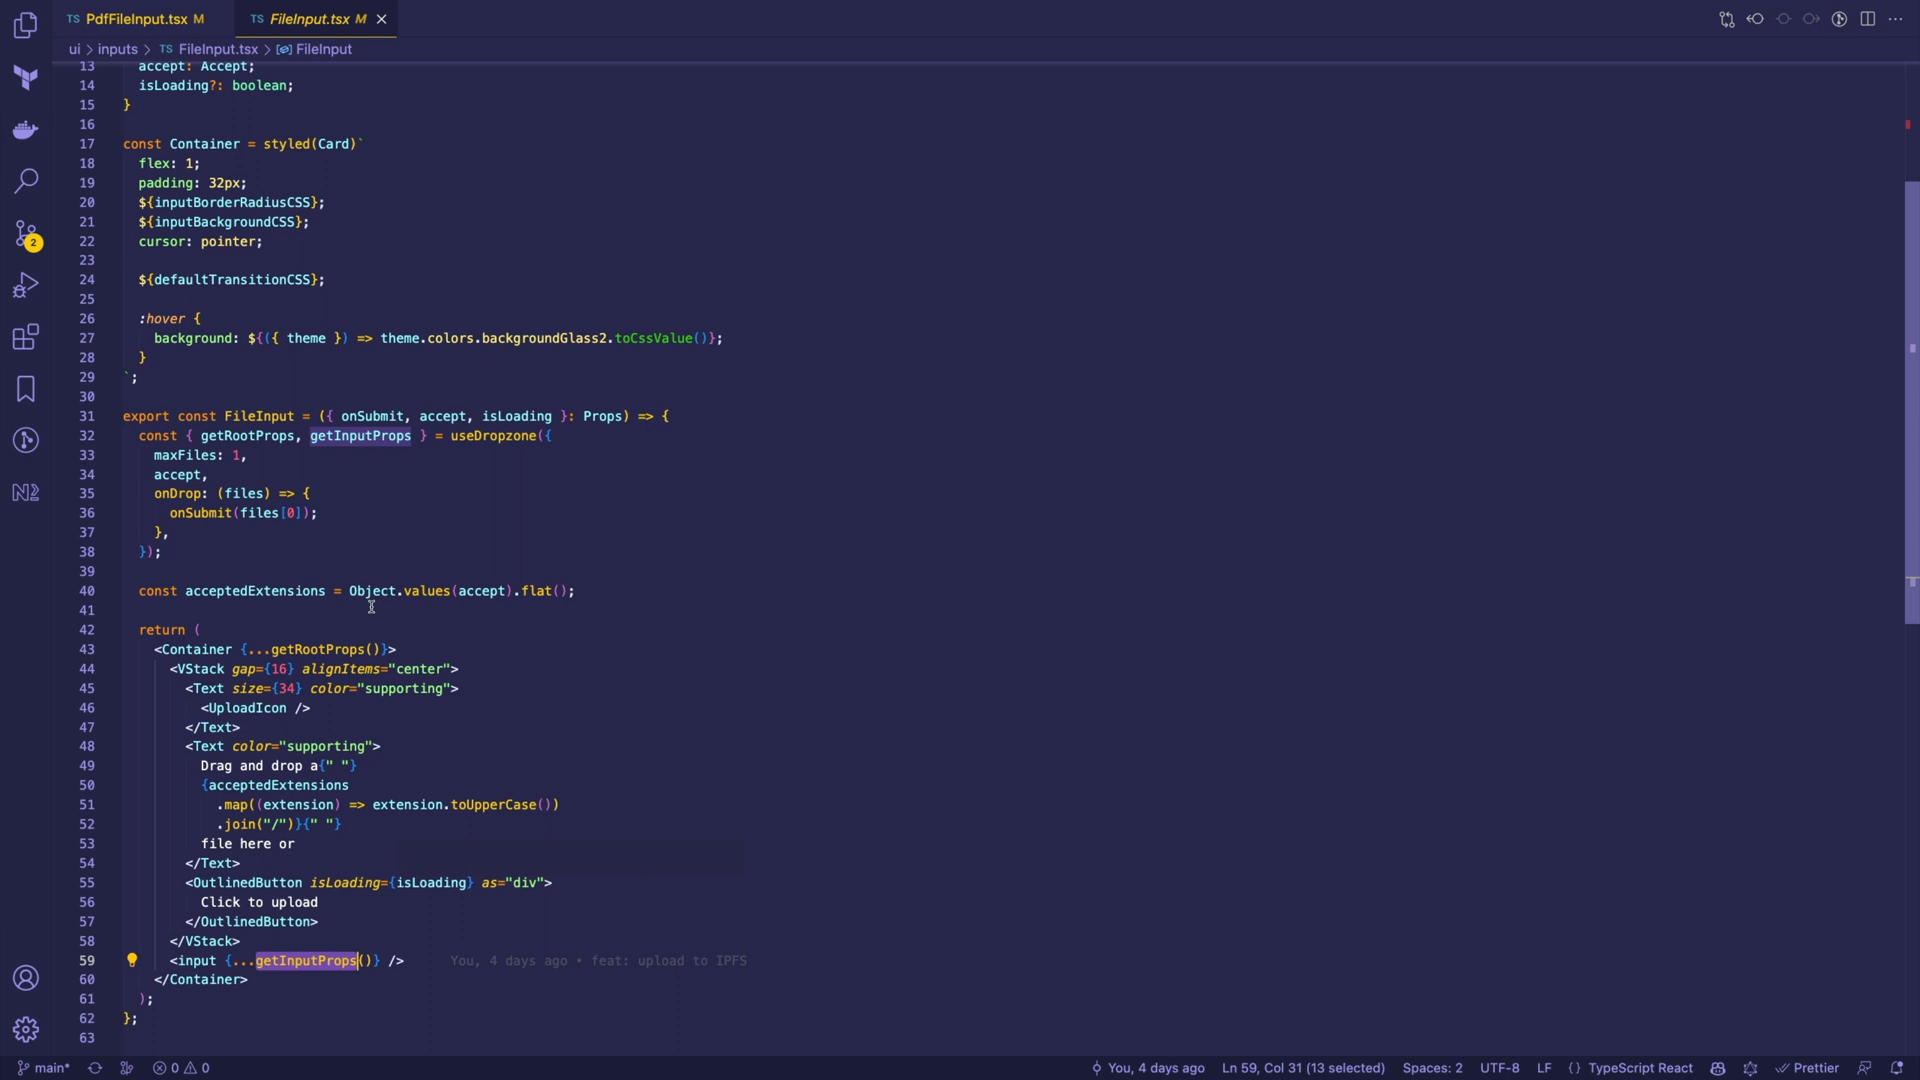 TS PdfFileInput.tsx M
TS FileInput.tsx M
ui > inputs > TS FileInput.tsx > FileInput
13 accept: Accept;
14 isLoading?: boolean;
15 }
16
17 const Container = styled(Card)`
18 flex: 1;
19 padding: 32px;
20 ${inputBorderRadiusCSS};
21 ${inputBackgroundCSS};
22 cursor: pointer;
23
24 ${defaultTransitionCSS};
25
26 :hover {
27 background: ${({ theme }) => theme.colors.backgroundGlass2.toCssValue()};
28 }
29 `;
30
31 export const FileInput = ({ onSubmit, accept, isLoading }: Props) => {
32 const { getRootProps, getInputProps } = useDropzone({
33 maxFiles: 1,
34 accept,
35 onDrop: (files) => {
36 onSubmit(files[0]);
37 },
38 });
39
40 const acceptedExtensions = Object.values(accept).flat();
41
42 return (
43 <Container {...getRootProps()}>
44 <VStack gap={16} alignItems="center">
45 <Text size={34} color="supporting">
46 <UploadIcon />
47 </Text>
48 <Text color="supporting">
49 Drag and drop a{" "}
50 {acceptedExtensions
51 .map((extension) => extension.toUpperCase())
52 .join("/")}{" "}
53 file here or
54 </Text>
55 <OutlinedButton isLoading={isLoading} as="div">
56 Click to upload
57 </OutlinedButton>
58 </VStack>
59 <input {...getInputProps()} /> You, 4 days ago • feat: upload to IPFS
60 </Container>
61 );
62 };
63
2
main* 0 0 You, 4 days ago Ln 59, Col 31 (13 selected) Spaces: 2 UTF-8 LF {} TypeScript React Prettier